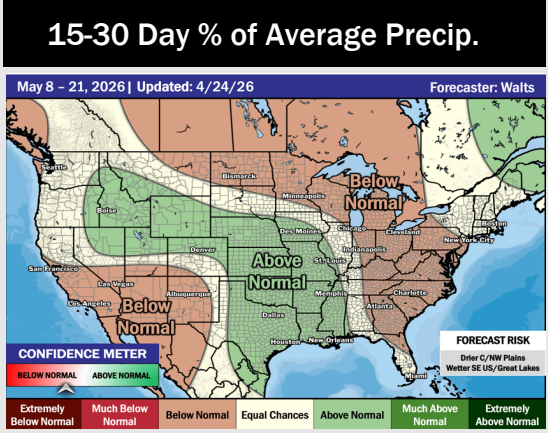 15-30 Day % of Average Precip.
May 8 – 21, 2026| Updated: 4/24/26
Forecaster: Walts
Seattle
Bismarck
Minneapolis
Below
Normal
Boise
Boston
Des Moines
Chicago
Cleveland
New York City
Denver
Indianapolis
San Francisco
Above
Normal
St. Louis
Las Vegas
Albuquerque
Memphis
Charlotte
Los Angeles
Below
Normal
Atlanta
Dallas
Houston
New Orleans
Miami
FORECAST RISK
Drier C/NW Plains
Wetter SE US/Great Lakes
CONFIDENCE METER
BELOW NORMAL
ABOVE NORMAL
Extremely
Below Normal
Much Below
Normal
Below Normal
Equal Chances
Above Normal
Much Above
Normal
Extremely
Above Normal